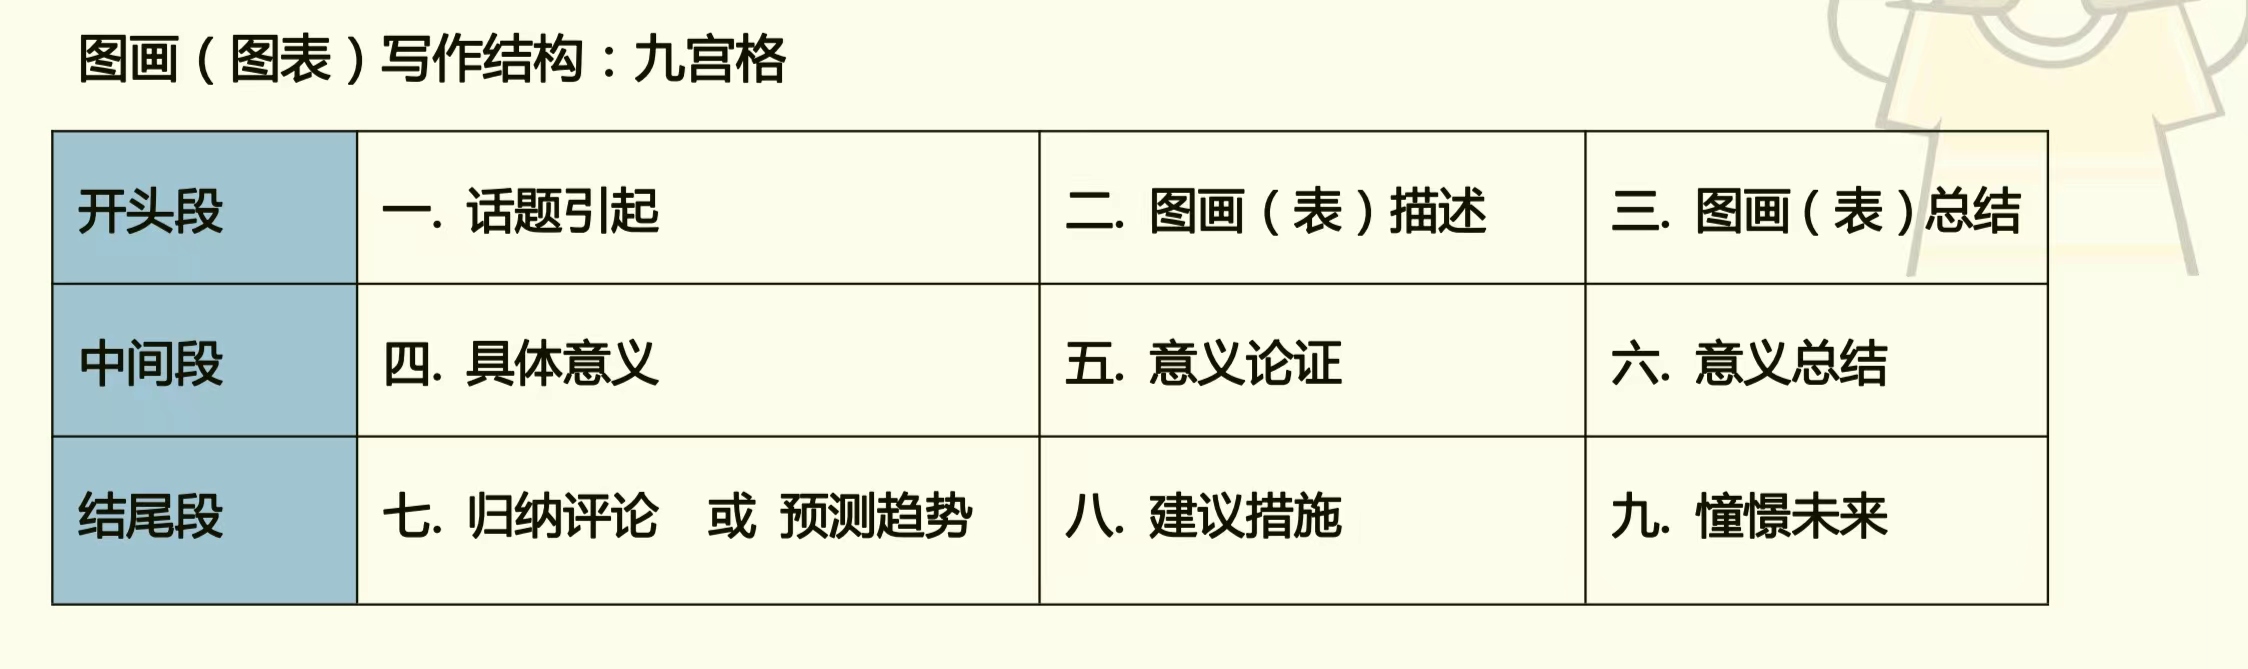 图画（图表）写作结构：九宫格
开头段 一. 话题引起 二. 图画（表）描述 三. 图画（表）总结
中间段 四. 具体意义 五. 意义论证 六. 意义总结
结尾段 七. 归纳评论 或 预测趋势 八. 建议措施 九. 憧憬未来